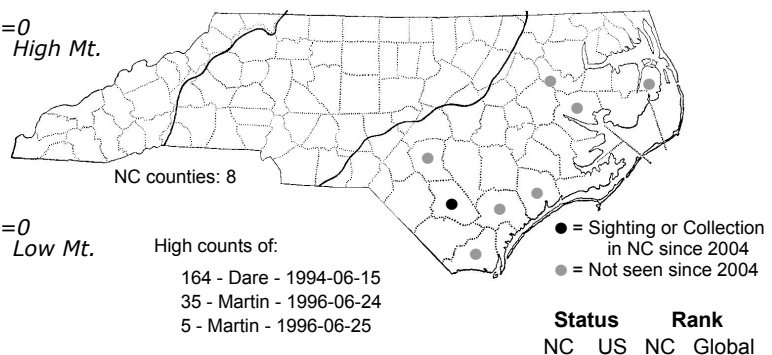 =0
High Mt.
NC counties: 8
=0
Low Mt.
High counts of:
164 - Dare - 1994-06-15
35 - Martin - 1996-06-24
5 - Martin - 1996-06-25
= Sighting or Collection
in NC since 2004
= Not seen since 2004
Status Rank
NC US NC Global